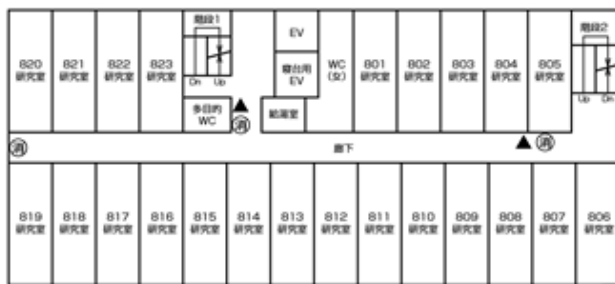 階段1
階段2
EV
820
研究室
821
研究室
822
研究室
823
研究室
Dn Up
寝台用
EV
WC
(女)
801
研究室
802
研究室
803
研究室
804
研究室
805
研究室
Up Dn
多目的
WC
消
給湯室
消
廊下
消
819
研究室
818
研究室
817
研究室
816
研究室
815
研究室
814
研究室
813
研究室
812
研究室
811
研究室
810
研究室
809
研究室
808
研究室
807
研究室
806
研究室